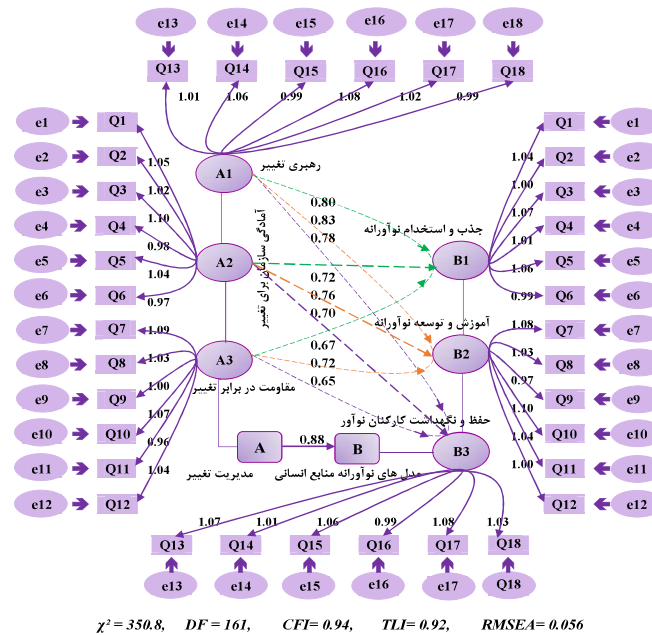 e13 e14 e15 e16 e17 e18
Q13 Q14 Q15 Q16 Q17 Q18
1.01 1.06 0.99 1.08 1.02 0.99
e1 Q1
e2 Q2
e3 Q3
e4 Q4
e5 Q5
e6 Q6
e7 Q7
e8 Q8
e9 Q9
e10 Q10
e11 Q11
e12 Q12
1.05
1.02
1.10
0.98
1.04
0.97
1.09
1.03
1.00
1.07
0.96
1.04
A1
رهبری تغییر
A2
آمادگی سازمان برای تغییر
A3
مقاومت در برابر تغییر
0.80
0.83
0.78
0.72
0.76
0.70
0.67
0.72
0.65
جذب و استخدام نوآورانه
B1
آموزش و توسعه نوآورانه
B2
حفظ و نگهداشت کارکنان نوآور
B3
A 0.88 B
مدیریت تغییر
مدل های نوآورانه منابع انسانی
Q1 e1
Q2 e2
Q3 e3
Q4 e4
Q5 e5
Q6 e6
Q7 e7
Q8 e8
Q9 e9
Q10 e10
Q11 e11
Q12 e12
1.04
1.00
1.07
1.01
1.06
0.99
1.08
1.03
0.97
1.10
1.04
1.00
1.07 1.01 1.06 0.99 1.08 1.03
Q13 Q14 Q15 Q16 Q17 Q18
e13 e14 e15 e16 e17 Q18
χ² = 350.8, DF = 161, CFI= 0.94, TLI= 0.92, RMSEA= 0.056